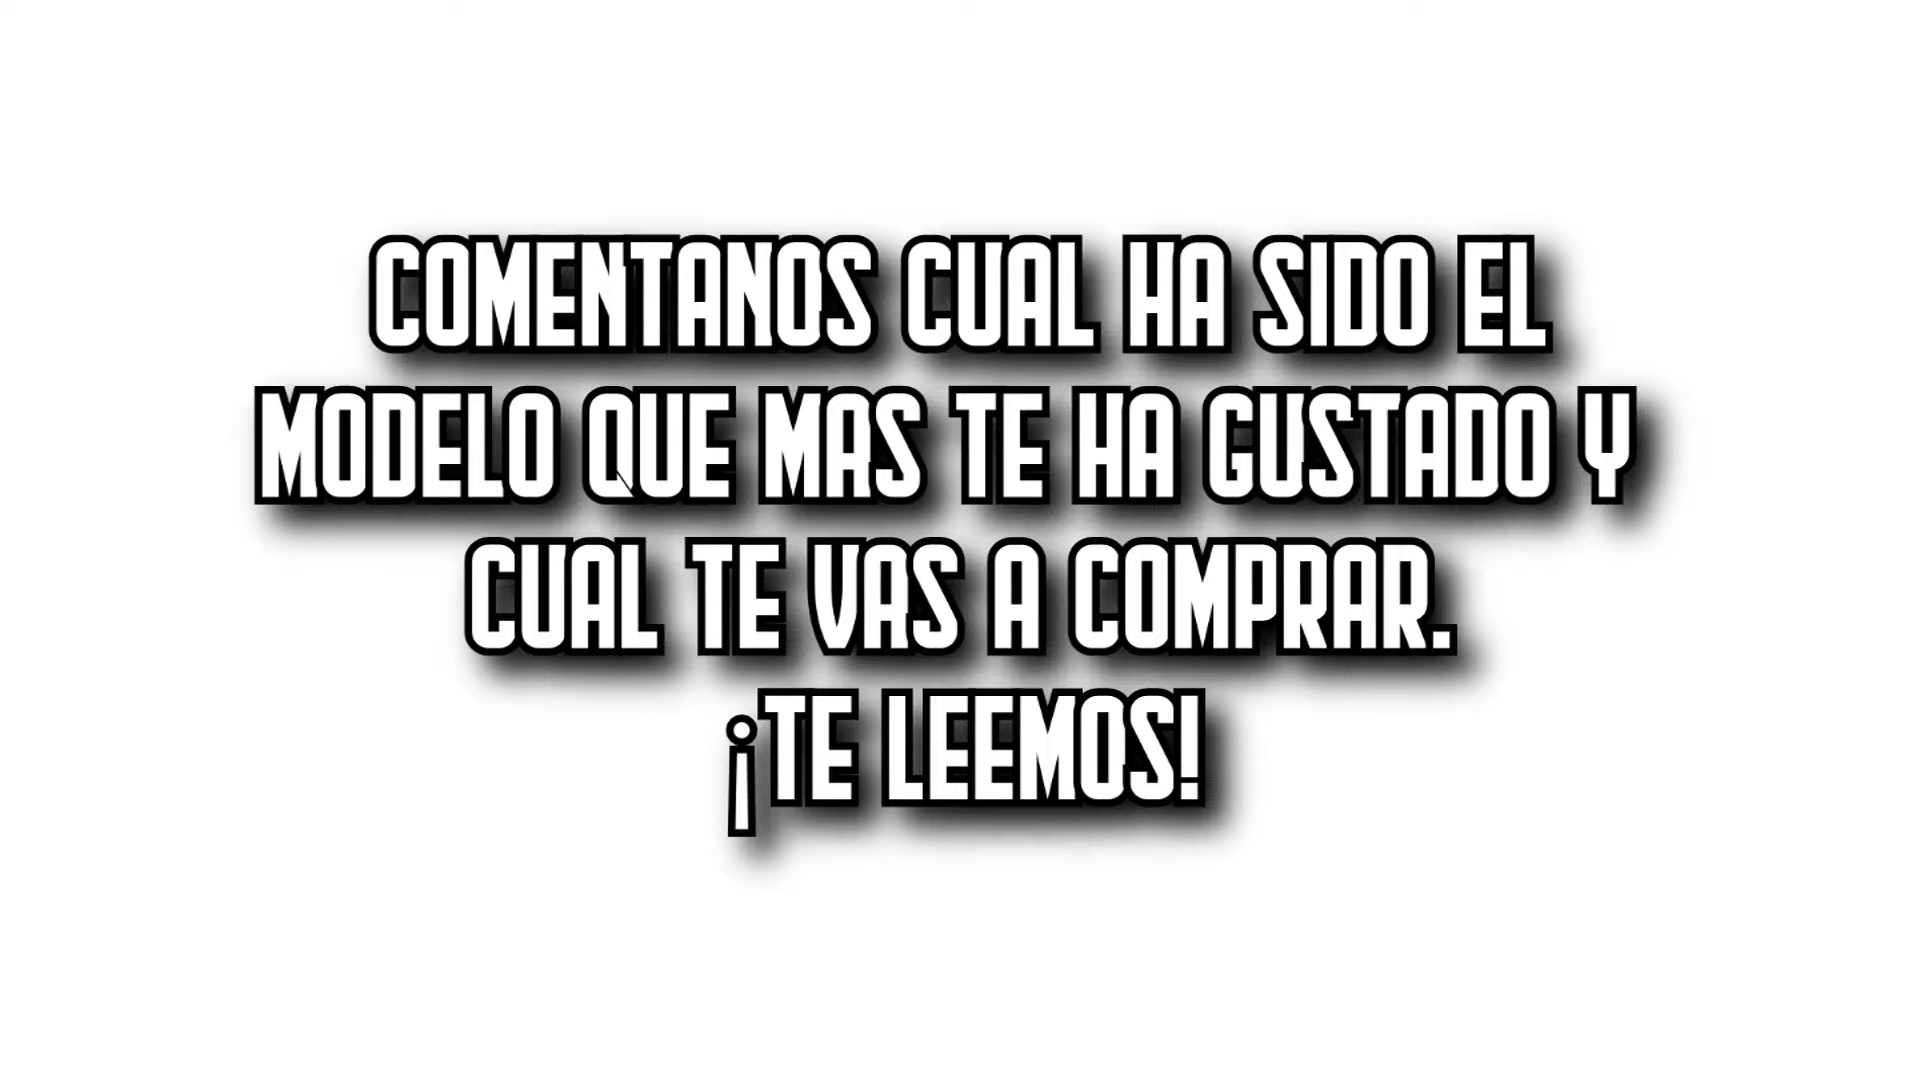 COMENTANOS CUAL HA SIDO EL
MODELO QUE MAS TE HA GUSTADO Y
CUAL TE VAS A COMPRAR.
¡TE LEEMOS!